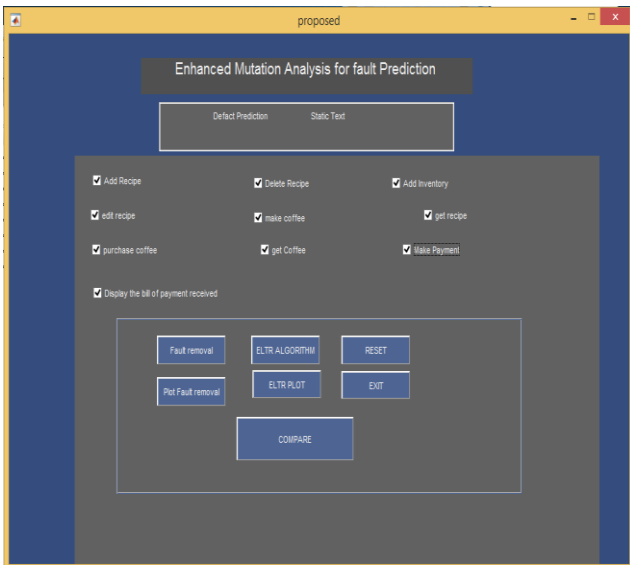 proposed
Enhanced Mutation Analysis for fault Prediction
Defact Prediction Static Text
Add Recipe Delete Recipe Add Inventory
edit recipe make coffee get recipe
purchase coffee get Coffee Make Payment
Display the bill of payment received
Fault removal ELTR ALGORITHM RESET
Plot Fault removal ELTR PLOT EXIT
COMPARE